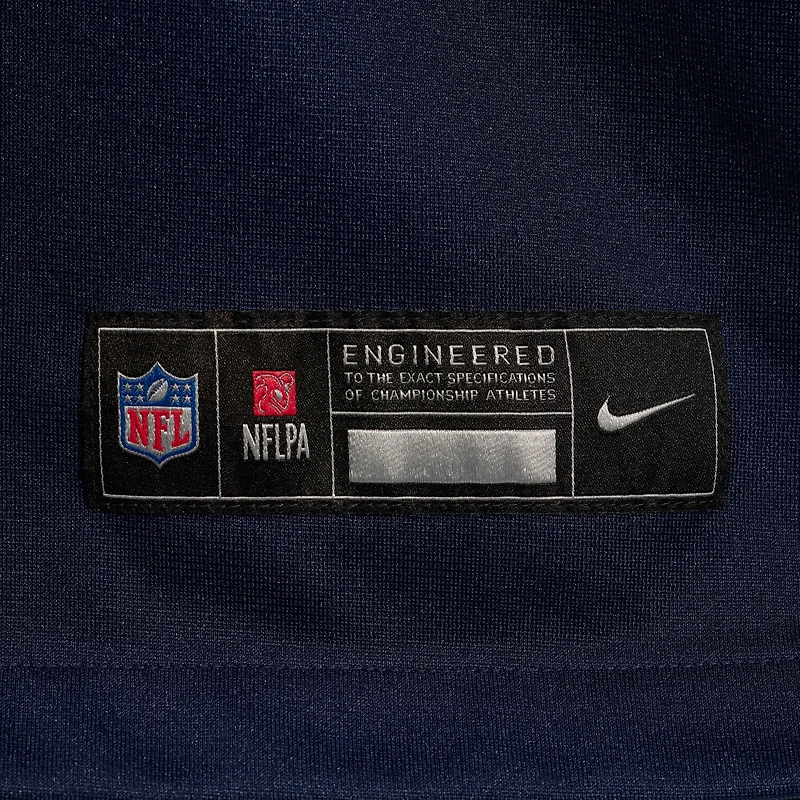 NFL
NFLPA
ENGINEERED
TO THE EXACT SPECIFICATIONS
OF CHAMPIONSHIP ATHLETES